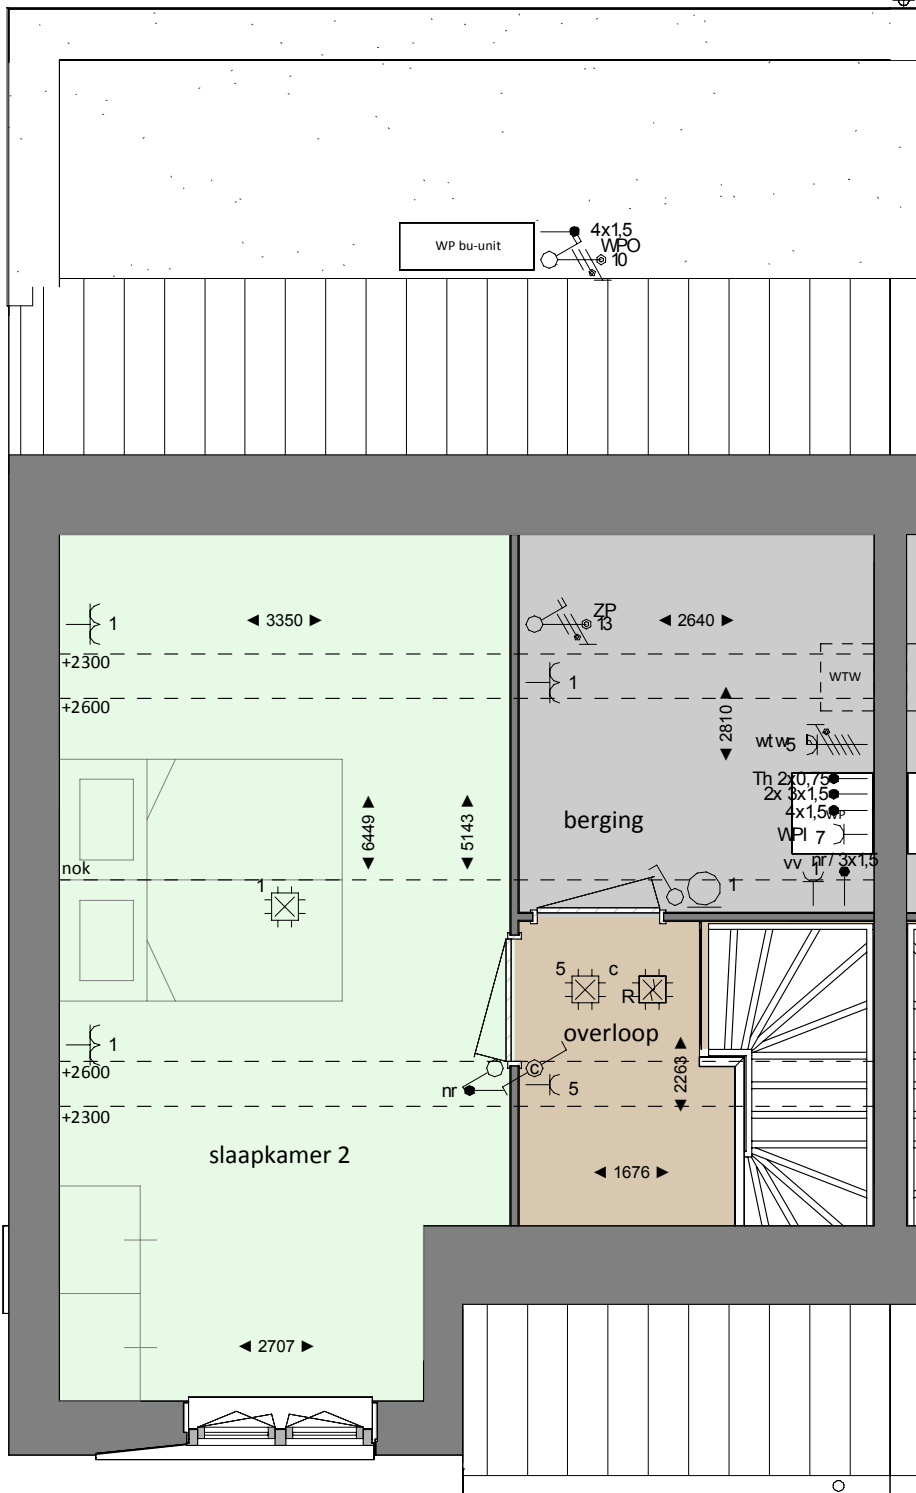 4x1,5
WPO
WP bu-unit
10
1
3350
ZP
13
2640
+2300
1
WTW
+2600
2810
wtw 5
Th 2x0,75
2x 3x1,5
6449
5143
berging
4x1,5
WP
WPI 7
nok
vv 1
nr/ 3x1,5
1
1
5
c
R
overloop
1
+2600
c
2263
nr
5
+2300
slaapkamer 2
1676
2707